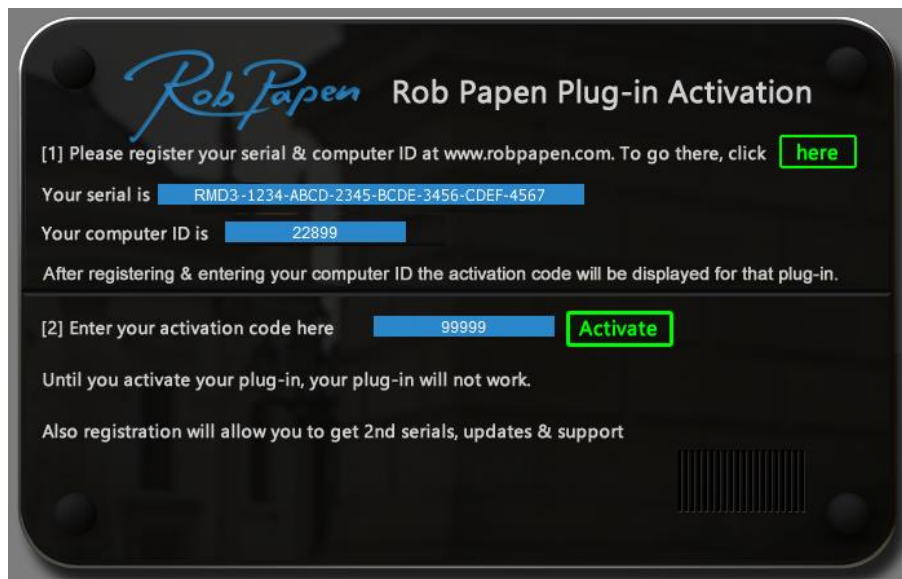 Rob Papen Rob Papen Plug-in Activation
[1] Please register your serial & computer ID at www.robpapen.com. To go there, click here
Your serial is RMD3-1234-ABCD-2345-BCDE-3456-CDEF-4567
Your computer ID is 22899
After registering & entering your computer ID the activation code will be displayed for that plug-in.
[2] Enter your activation code here 99999 Activate
Until you activate your plug-in, your plug-in will not work.
Also registration will allow you to get 2nd serials, updates & support